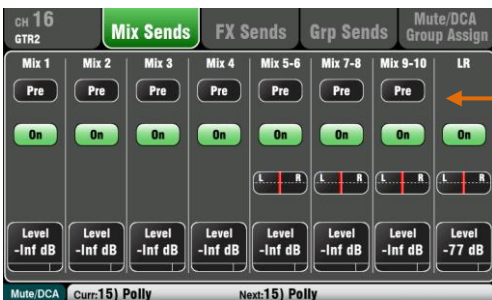 CH 16
GTR2
Mix Sends
FX Sends
Grp Sends
Mute/DCA
Group Assign
Mix 1 Mix 2 Mix 3 Mix 4 Mix 5-6 Mix 7-8 Mix 9-10 LR
Pre Pre Pre Pre Pre Pre Pre
On On On On On On On On
L R L R L R L R
Level Level Level Level Level Level Level Level
-Inf dB -Inf dB -Inf dB -Inf dB -Inf dB -Inf dB -Inf dB -77 dB
Mute/DCA Curr:15) Polly Next:15) Polly